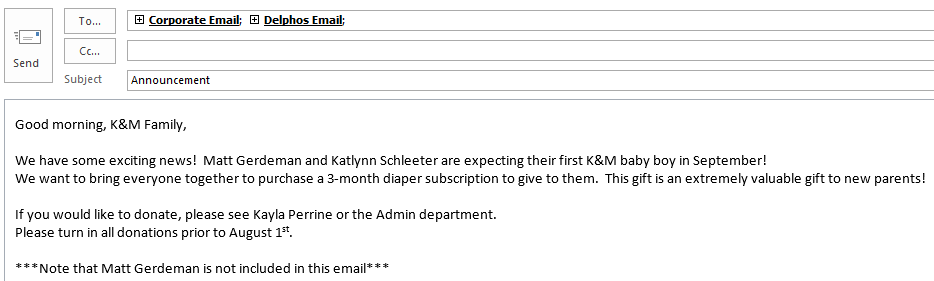 To... Corporate Email; Delphos Email;
Send
Cc...
Subject Announcement
Good morning, K&M Family,
We have some exciting news!  Matt Gerdeman and Katlynn Schleeter are expecting their first K&M baby boy in September!
We want to bring everyone together to purchase a 3-month diaper subscription to give to them.  This gift is an extremely valuable gift to new parents!
If you would like to donate, please see Kayla Perrine or the Admin department.
Please turn in all donations prior to August 1st.
***Note that Matt Gerdeman is not included in this email***